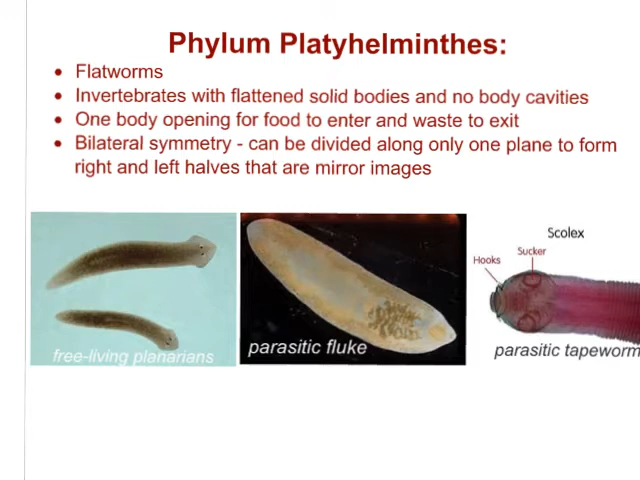 Phylum Platyhelminthes:
• Flatworms
• Invertebrates with flattened solid bodies and no body cavities
• One body opening for food to enter and waste to exit
• Bilateral symmetry - can be divided along only one plane to form
right and left halves that are mirror images
Scolex
Sucker
Hooks
free-living planarians
parasitic fluke
parasitic tapeworm